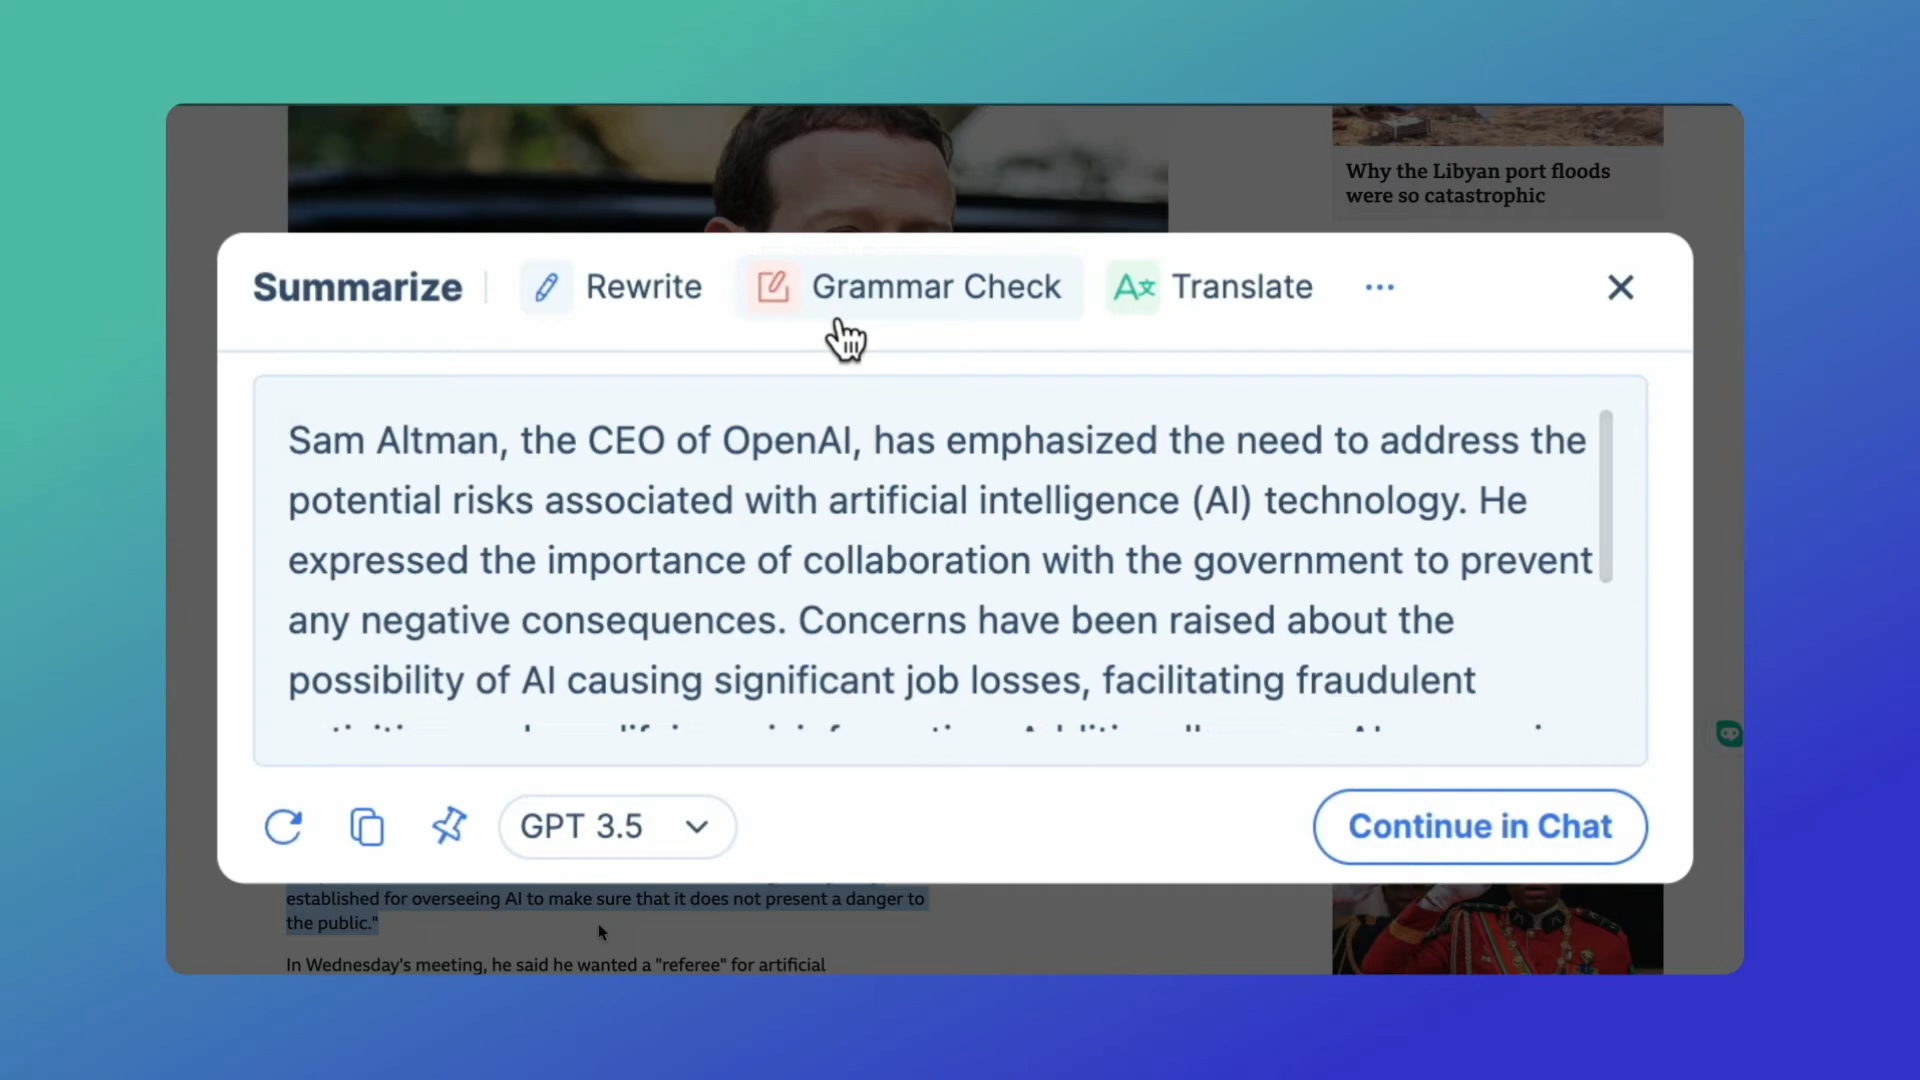 Why the Libyan port floods
were so catastrophic
Summarize
Rewrite
Grammar Check
Translate
Sam Altman, the CEO of OpenAI, has emphasized the need to address the
potential risks associated with artificial intelligence (AI) technology. He
expressed the importance of collaboration with the government to prevent
any negative consequences. Concerns have been raised about the
possibility of AI causing significant job losses, facilitating fraudulent
GPT 3.5
Continue in Chat
established for overseeing AI to make sure that it does not present a danger to
the public."
In Wednesday's meeting, he said he wanted a "referee" for artificial